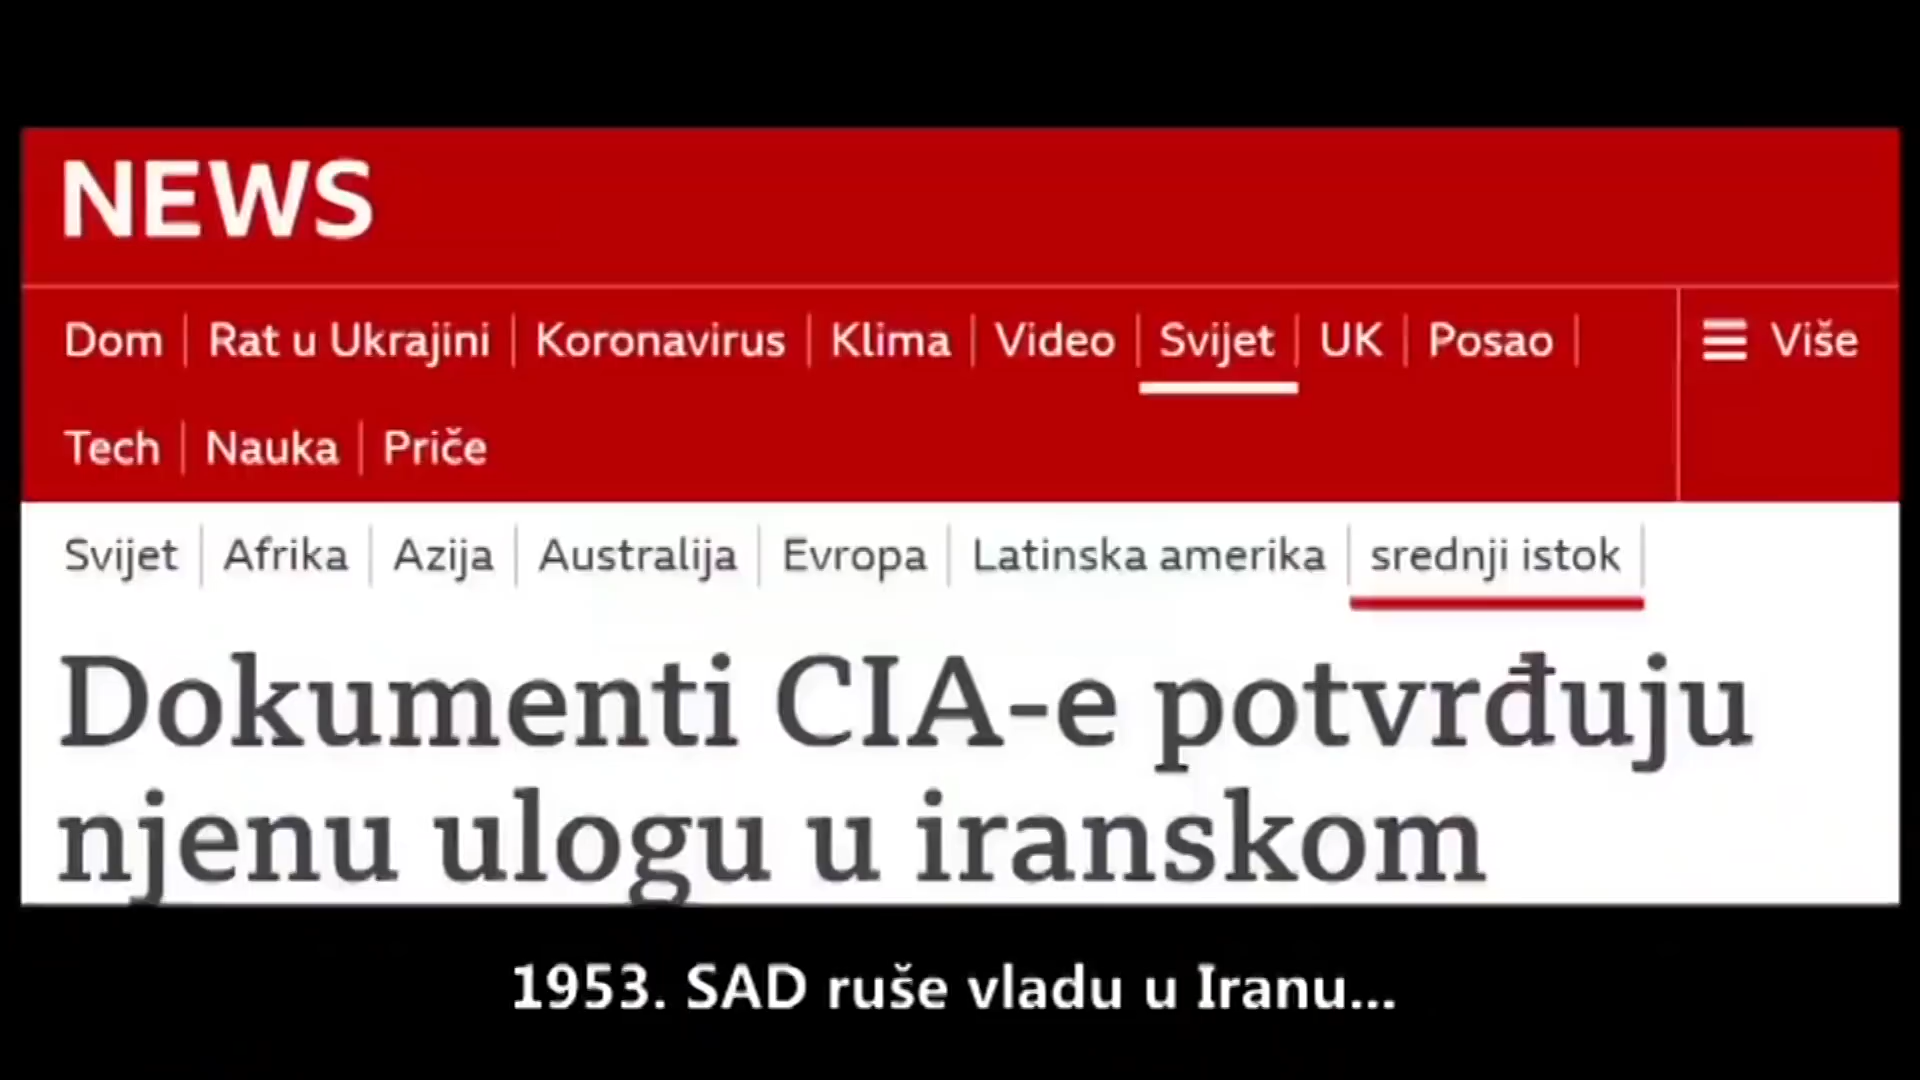 NEWS
Dom | Rat u Ukrajini | Koronavirus | Klima | Video | Svijet | UK | Posao | Više
Tech | Nauka | Priče
Svijet | Afrika | Azija | Australija | Evropa | Latinska amerika | srednji istok
Dokumenti CIA-e potvrđuju
njenu ulogu u iranskom
1953. SAD ruše vladu u Iranu...